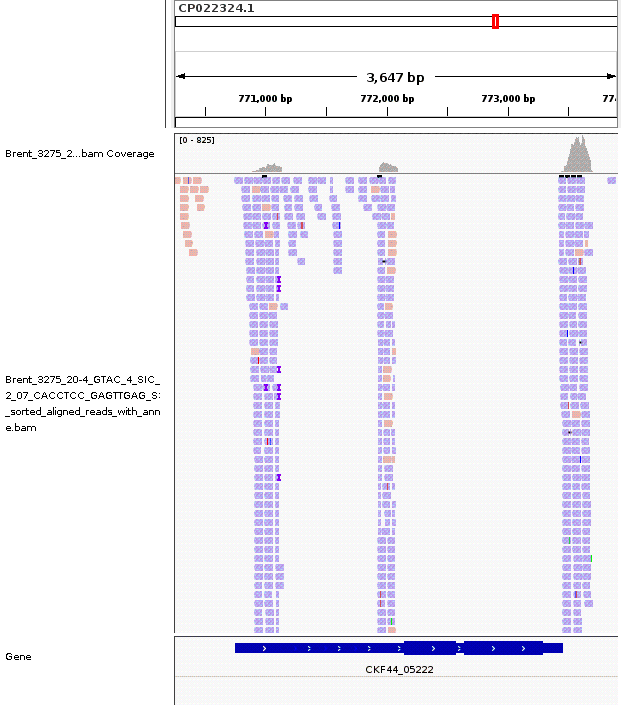 CP022324.1
3,647 bp
771,000 bp 772,000 bp 773,000 bp 77
[0 - 825]
Brent_3275_2...bam Coverage
Brent_3275_20-4_GTAC_4_SIC_
2_07_CACCTCC_GAGTTGAG_S:
_sorted_aligned_reads_with_ann
e.bam
Gene
CKF44_05222